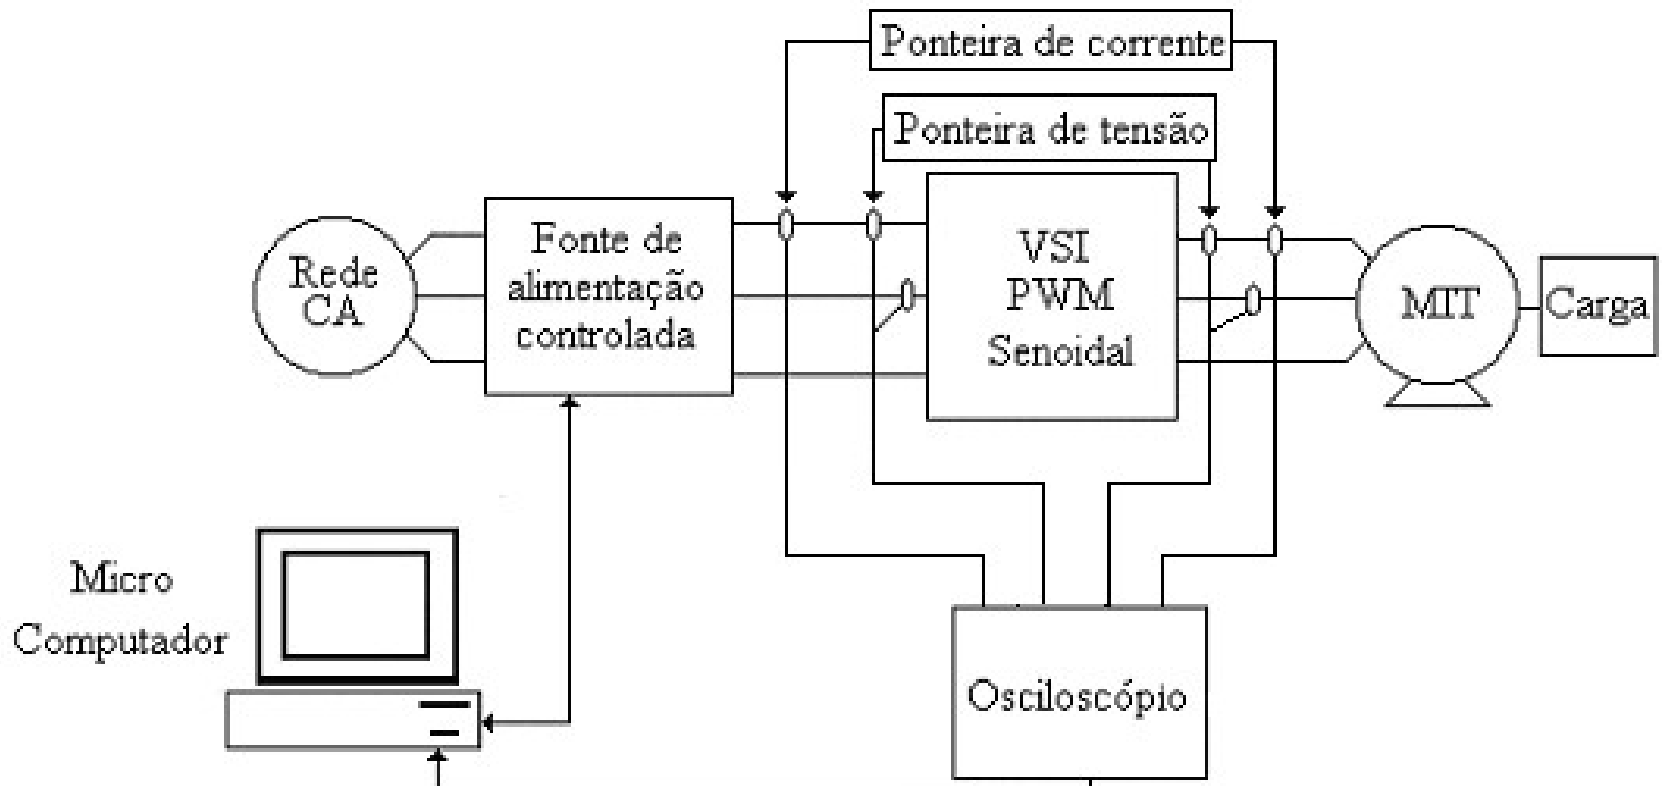 Ponteira de corrente
Ponteira de tensão
Rede
CA
Fonte de
alimentação
controlada
VSI
PWM
Senoidal
MIT
Carga
Micro
Computador
Osciloscópio